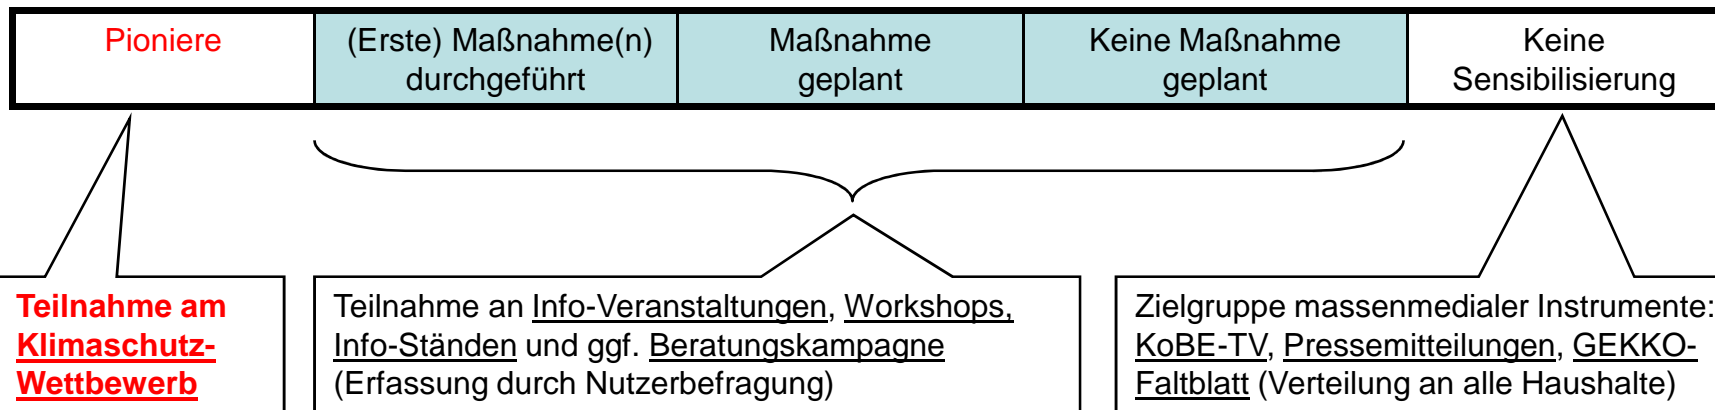 Pioniere
(Erste) Maßnahme(n)
durchgeführt
Maßnahme
geplant
Keine Maßnahme
geplant
Keine
Sensibilisierung
Teilnahme am
Klimaschutz-
Wettbewerb
Teilnahme an Info-Veranstaltungen, Workshops,
Info-Ständen und ggf. Beratungskampagne
(Erfassung durch Nutzerbefragung)
Zielgruppe massenmedialer Instrumente:
KoBE-TV, Pressemitteilungen, GEKKO-
Faltblatt (Verteilung an alle Haushalte)